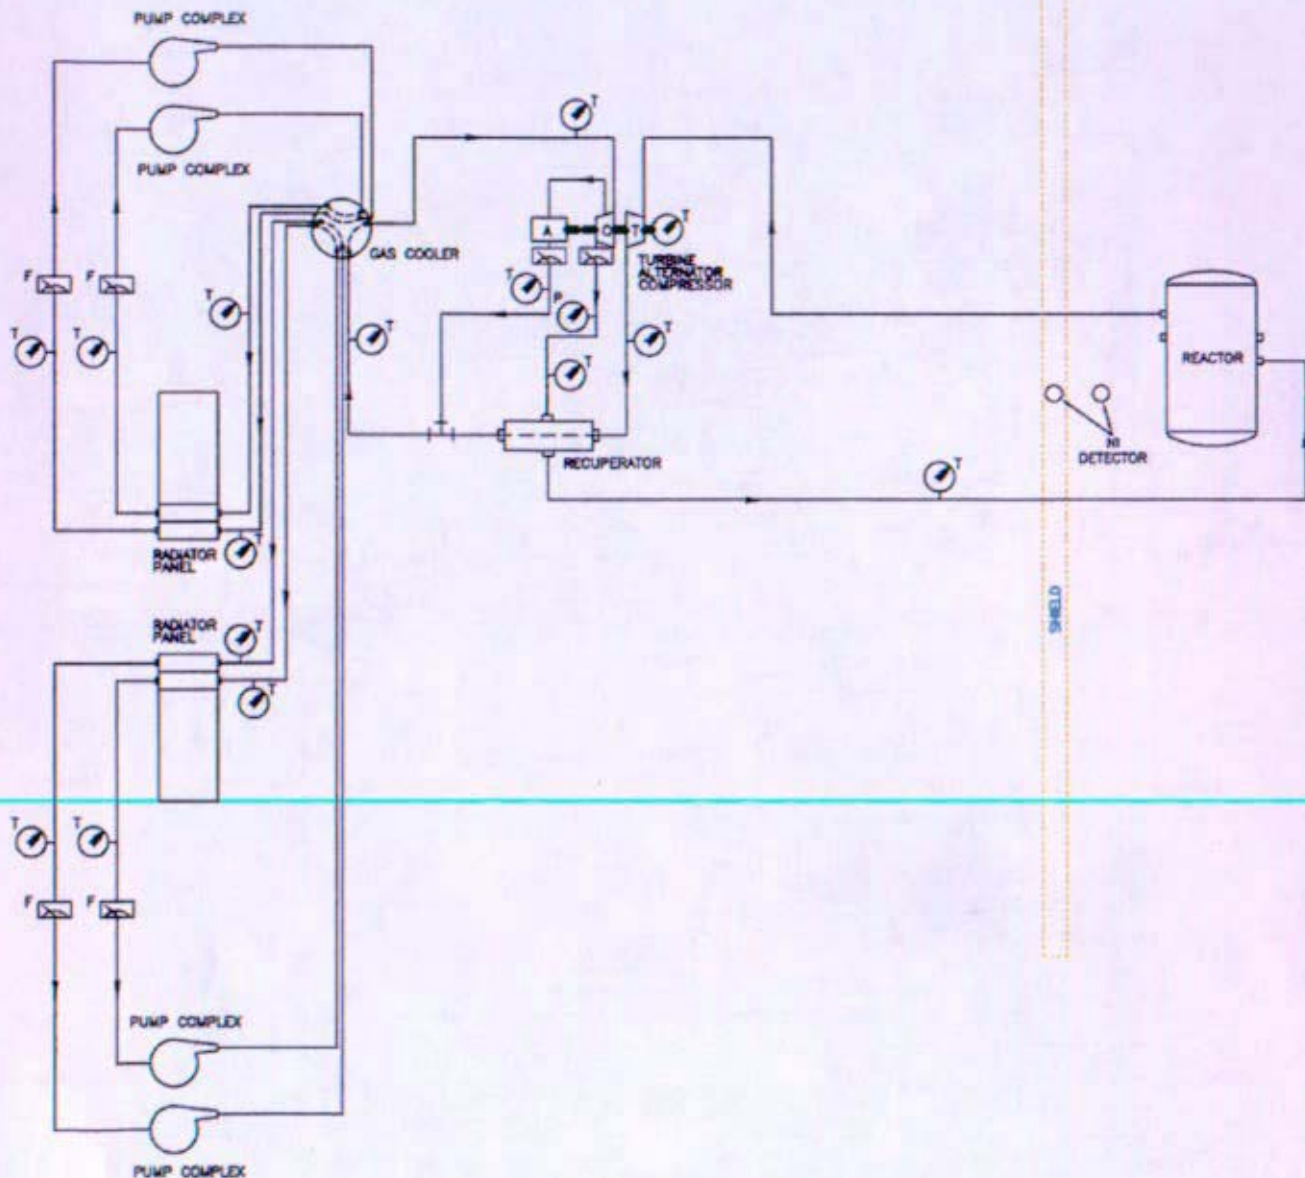 PUMP COMPLEX
PUMP COMPLEX
T
GAS COOLER
A
C
T
T
TURBINE
ALTERNATOR
COMPRESSOR
F
F
T
T
P
T
T
T
T
T
T
REACTOR
RECUPERATOR
NI
DETECTOR
T
T
RADIATOR
PANEL
SHIELD
RADIATOR
PANEL
T
T
T
T
F
F
PUMP COMPLEX
PUMP COMPLEX